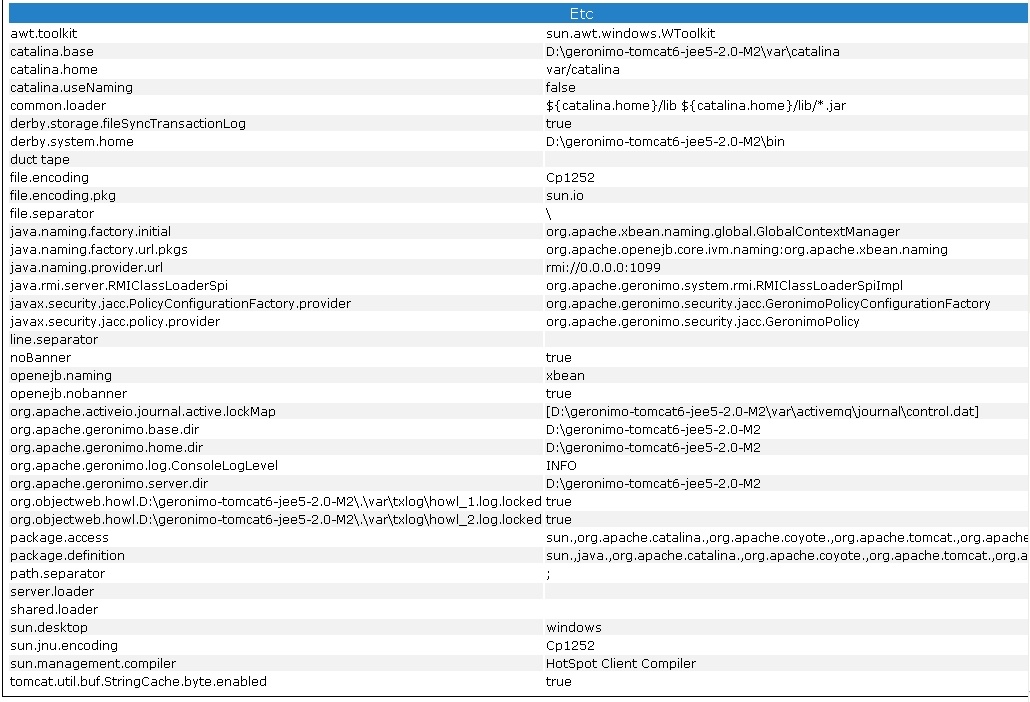 Etc
awt.toolkit sun.awt.windows.WToolkit
catalina.base D:\geronimo-tomcat6-jee5-2.0-M2\var\catalina
catalina.home var/catalina
catalina.useNaming false
common.loader ${catalina.home}/lib ${catalina.home}/lib/*.jar
derby.storage.fileSyncTransactionLog true
derby.system.home D:\geronimo-tomcat6-jee5-2.0-M2\bin
duct tape
file.encoding Cp1252
file.encoding.pkg sun.io
file.separator \
java.naming.factory.initial org.apache.xbean.naming.global.GlobalContextManager
java.naming.factory.url.pkgs org.apache.openejb.core.ivm.naming:org.apache.xbean.naming
java.naming.provider.url rmi://0.0.0.0:1099
java.rmi.server.RMIClassLoaderSpi org.apache.geronimo.system.rmi.RMIClassLoaderSpiImpl
javax.security.jacc.PolicyConfigurationFactory.provider org.apache.geronimo.security.jacc.GeronimoPolicyConfigurationFactory
javax.security.jacc.policy.provider org.apache.geronimo.security.jacc.GeronimoPolicy
line.separator
noBanner true
openejb.naming xbean
openejb.nobanner true
org.apache.activeio.journal.active.lockMap [D:\geronimo-tomcat6-jee5-2.0-M2\var\activemq\journal\control.dat]
org.apache.geronimo.base.dir D:\geronimo-tomcat6-jee5-2.0-M2
org.apache.geronimo.home.dir D:\geronimo-tomcat6-jee5-2.0-M2
org.apache.geronimo.log.ConsoleLogLevel INFO
org.apache.geronimo.server.dir D:\geronimo-tomcat6-jee5-2.0-M2
org.objectweb.howl.D:\geronimo-tomcat6-jee5-2.0-M2\.\var\txlog\howl_1.log.locked true
org.objectweb.howl.D:\geronimo-tomcat6-jee5-2.0-M2\.\var\txlog\howl_2.log.locked true
package.access sun.,org.apache.catalina.,org.apache.coyote.,org.apache.tomcat.,org.apache
package.definition sun.,java.,org.apache.catalina.,org.apache.coyote.,org.apache.tomcat.,org.a
path.separator ;
server.loader
shared.loader
sun.desktop windows
sun.jnu.encoding Cp1252
sun.management.compiler HotSpot Client Compiler
tomcat.util.buf.StringCache.byte.enabled true